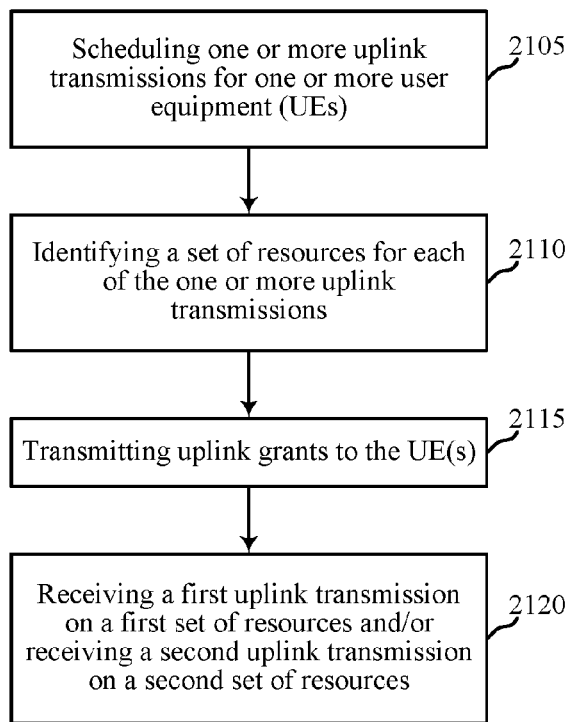 Scheduling one or more uplink
transmissions for one or more user
equipment (UEs)
2105
Identifying a set of resources for each
of the one or more uplink
transmissions
2110
Transmitting uplink grants to the UE(s)
2115
Receiving a first uplink transmission
on a first set of resources and/or
receiving a second uplink transmission
on a second set of resources
2120